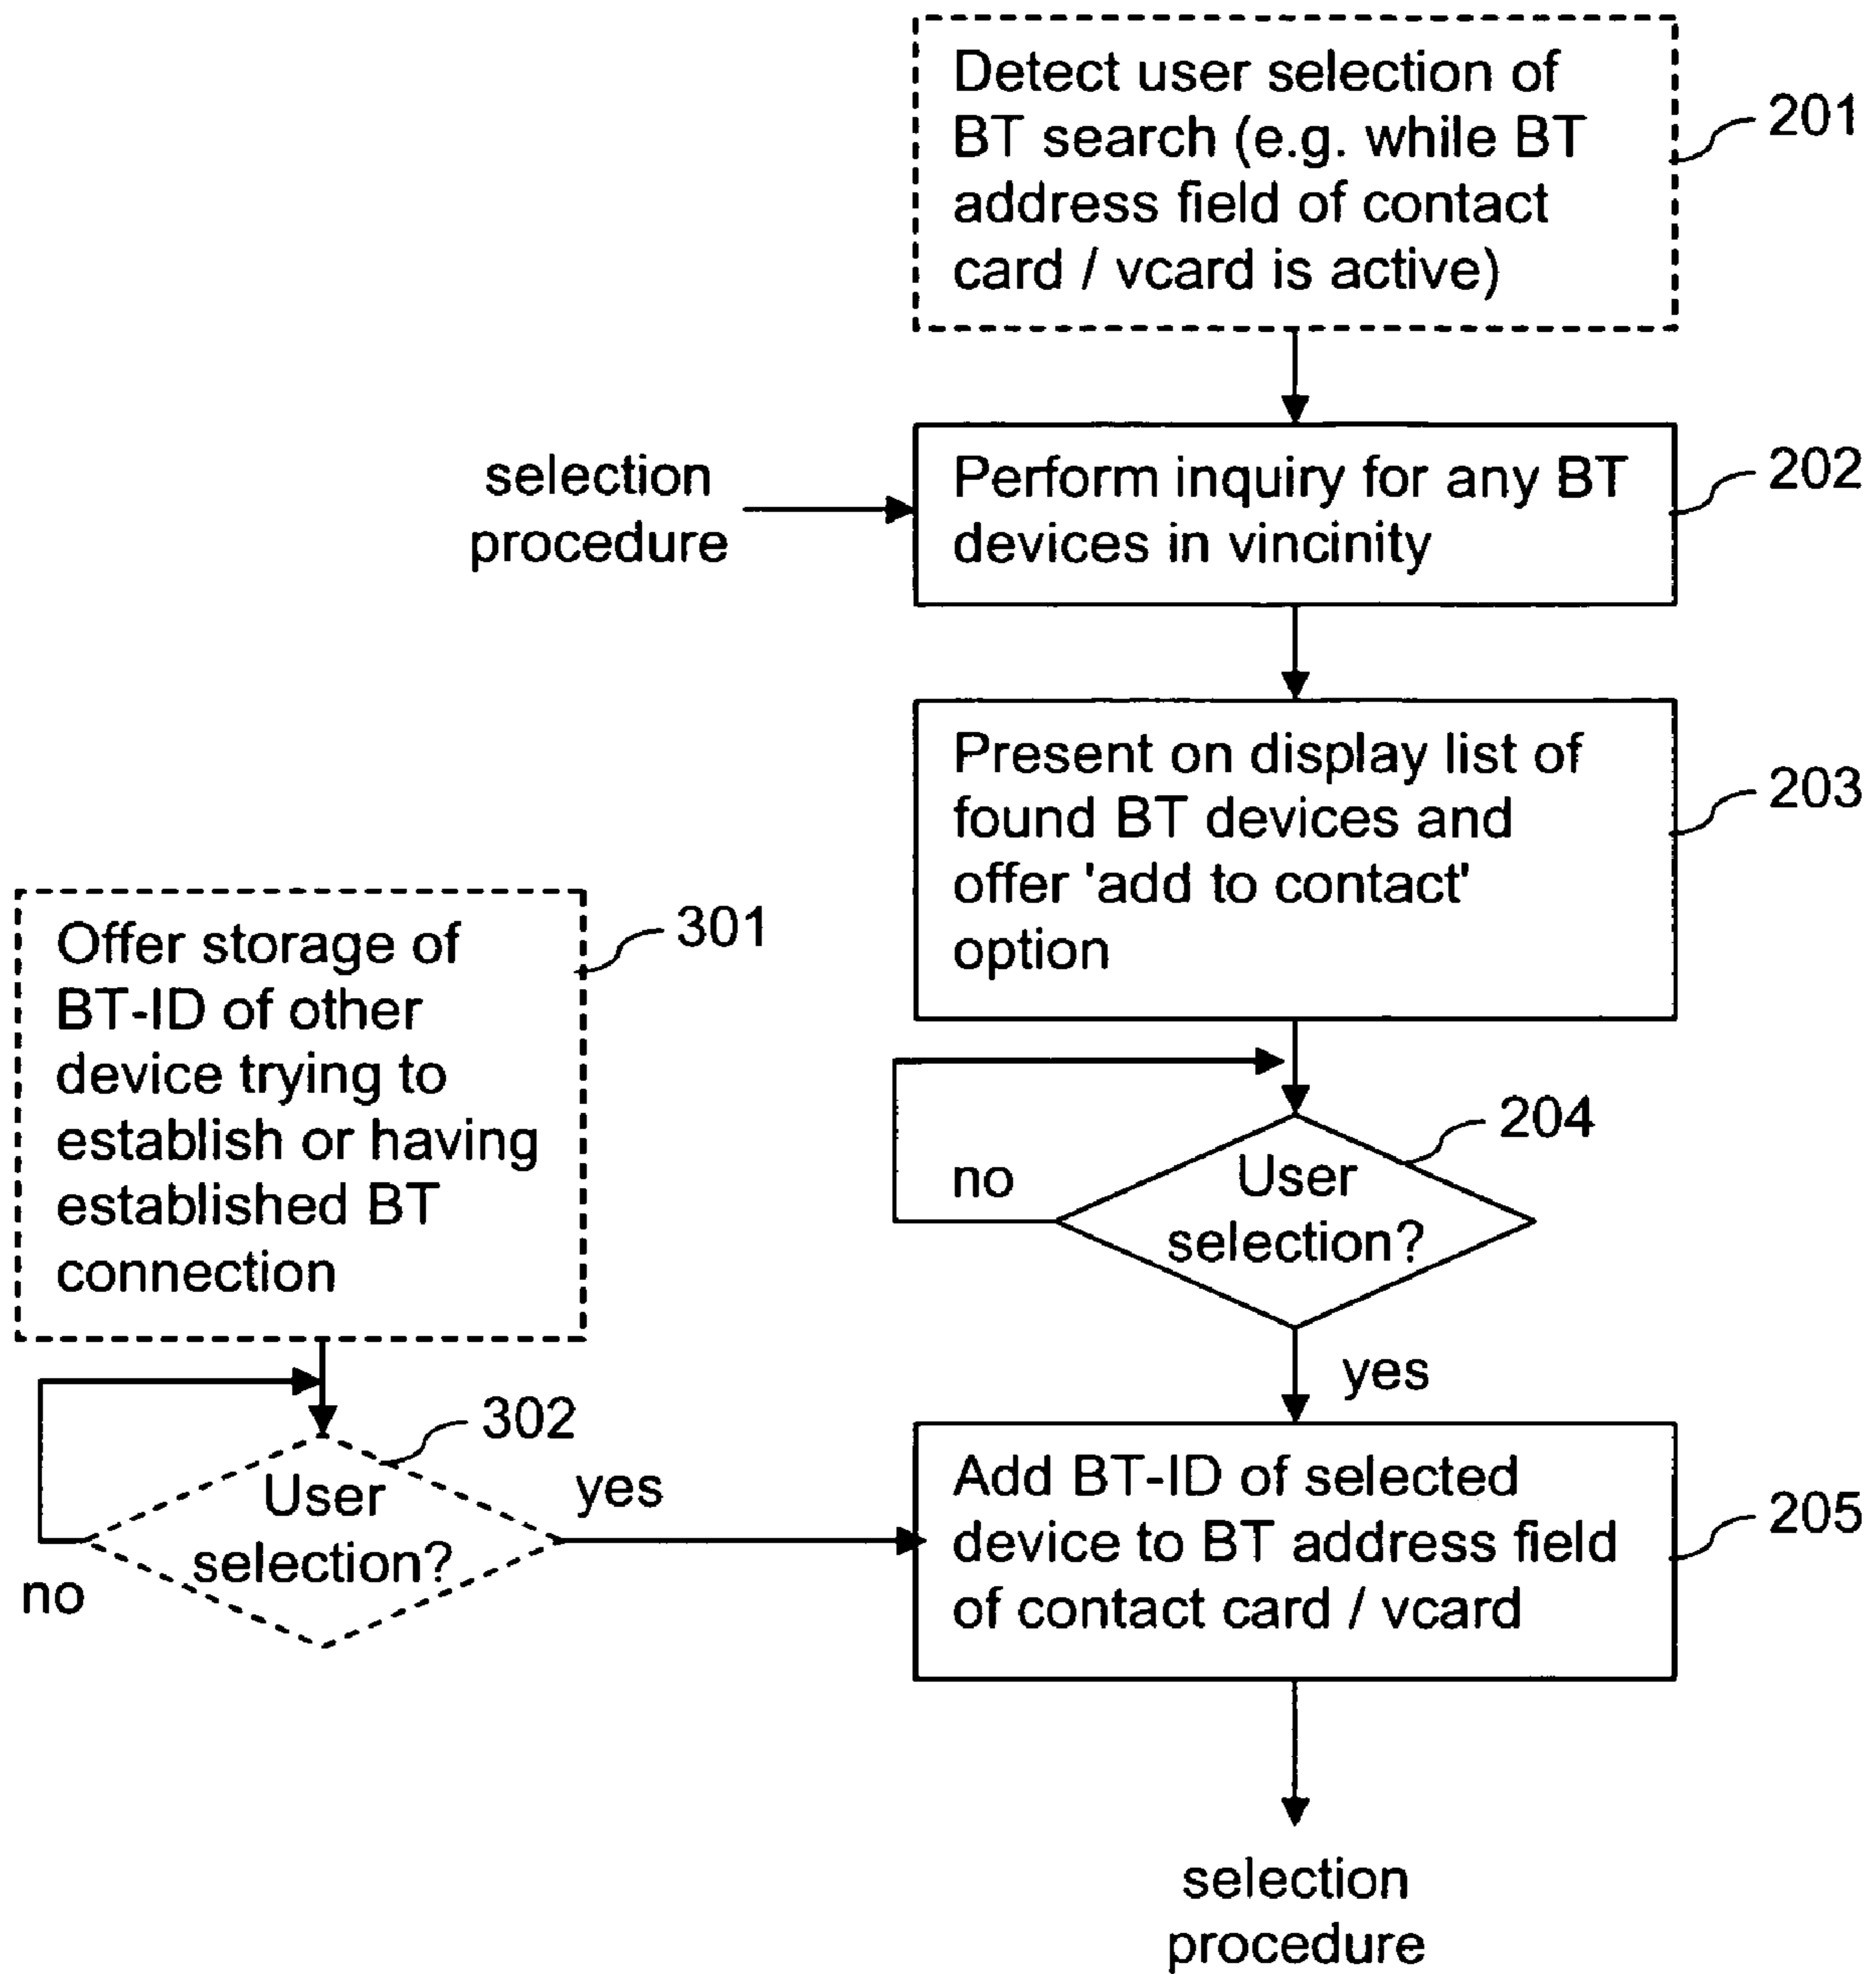 Detect user selection of
BT search (e.g. while BT
address field of contact
card / vcard is active)
201
selection
procedure
Perform inquiry for any BT
devices in vincinity
202
Present on display list of
found BT devices and
offer 'add to contact'
option
203
Offer storage of
BT-ID of other
device trying to
establish or having
established BT
connection
301
User
selection?
204
no
yes
User
selection?
302
yes
no
Add BT-ID of selected
device to BT address field
of contact card / vcard
205
selection
procedure